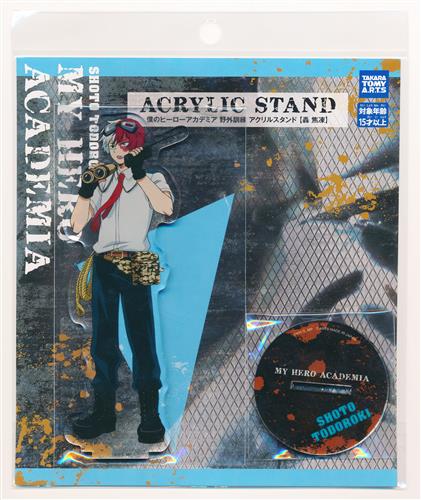 SHOTO TODOROKI
MY HERO
ACADEMIA
ACRYLIC STAND
僕のヒーローアカデミア 野外訓練 アクリルスタンド【轟 焦凍】
TAKARA
TOMY
ARTS
対象年齢
15才以上
MY HERO ACADEMIA
SHOTO
TODOROKI